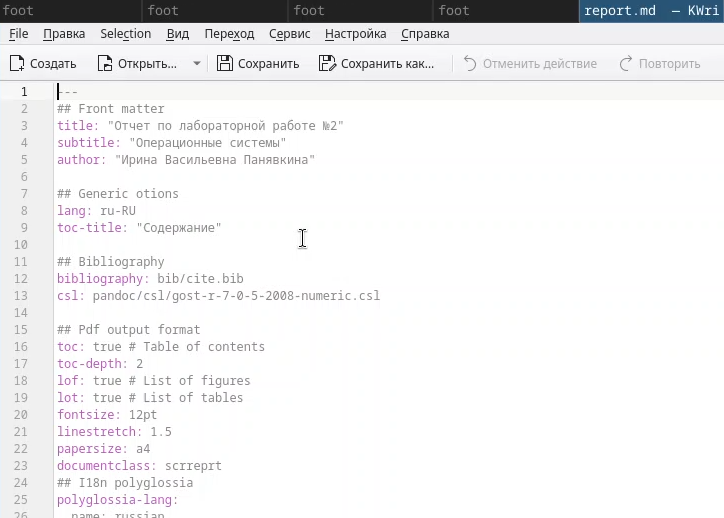 foot foot foot foot report.md — KWri
File Правка Selection Вид Переход Сервис Настройка Справка
Создать Открыть... Сохранить Сохранить как... Отменить действие Повторить
1 ---
2 ## Front matter
3 title: "Отчет по лабораторной работе №2"
4 subtitle: "Операционные системы"
5 author: "Ирина Васильевна Панявкина"
6
7 ## Generic otions
8 lang: ru-RU
9 toc-title: "Содержание"
10
11 ## Bibliography
12 bibliography: bib/cite.bib
13 csl: pandoc/csl/gost-r-7-0-5-2008-numeric.csl
14
15 ## Pdf output format
16 toc: true # Table of contents
17 toc-depth: 2
18 lof: true # List of figures
19 lot: true # List of tables
20 fontsize: 12pt
21 linestretch: 1.5
22 papersize: a4
23 documentclass: scrreprt
24 ## I18n polyglossia
25 polyglossia-lang:
26 name: russian